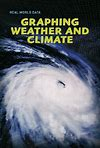 REAL WORLD DATA
GRAPHING
WEATHER AND
CLIMATE